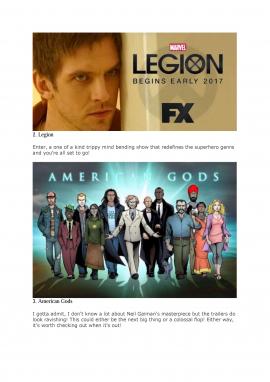 MARVEL
LEGION
BEGINS EARLY 2017
FX
2. Legion
Enter, a one of a kind trippy mind bending show that redefines the superhero genre
and you're all set to go!
AMERICAN GODS
3. American Gods
I gotta admit, I don't know a lot about Neil Gaiman's masterpiece but the trailers do
look ravishing! This could either be the next big thing or a colossal flop! Either way,
it's worth checking out when it's out!